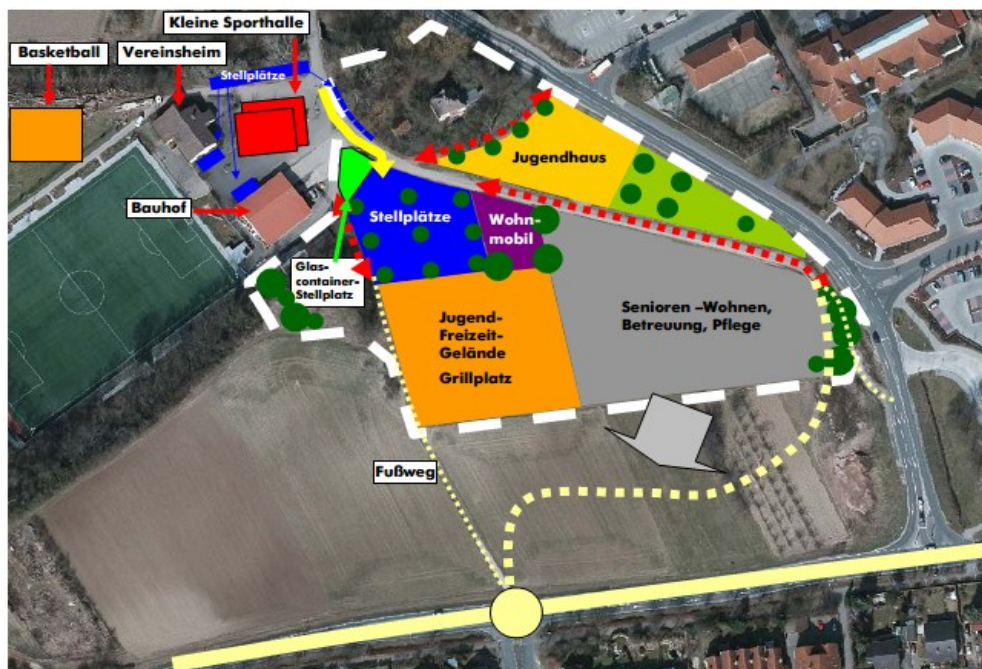 Kleine Sporthalle
Basketball
Vereinsheim
Stellplätze
Jugendhaus
Bauhof
Stellplätze
Wohn-
mobil
Glas-
container-
Stellplatz
Jugend-
Freizeit-
Gelände
Grillplatz
Senioren –Wohnen,
Betreuung, Pflege
Fußweg